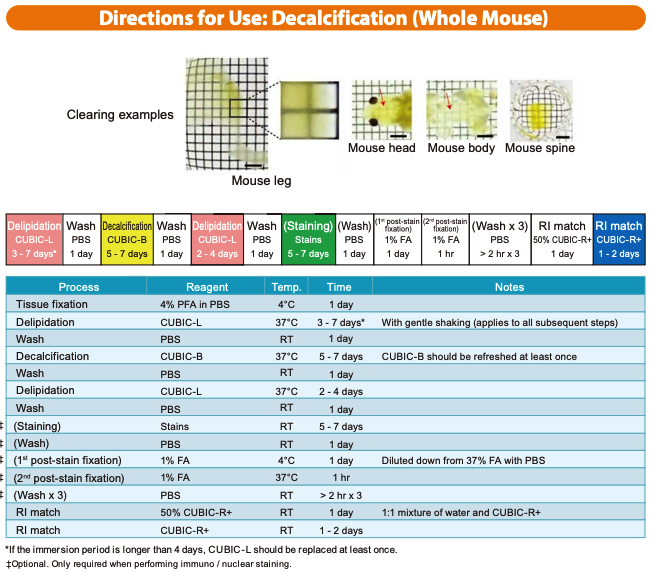 Directions for Use: Decalcification (Whole Mouse)
Clearing examples
Mouse leg
Mouse head
Mouse body
Mouse spine
Delipidation CUBIC-L 3 - 7 days*
Wash PBS 1 day
Decalcification CUBIC-B 5 - 7 days
Wash PBS 1 day
Delipidation CUBIC-L 2 - 4 days
Wash PBS 1 day
(Staining) Stains 5 - 7 days
(Wash) PBS 1 day
(1st post-stain fixation) 1% FA 1 day
(2nd post-stain fixation) 1% FA 1 hr
(Wash x 3) PBS > 2 hr x 3
RI match 50% CUBIC-R+ 1 day
RI match CUBIC-R+ 1 - 2 days
Process Reagent Temp. Time Notes
Tissue fixation 4% PFA in PBS 4°C 1 day
Delipidation CUBIC-L 37°C 3 - 7 days* With gentle shaking (applies to all subsequent steps)
Wash PBS RT 1 day
Decalcification CUBIC-B 37°C 5 - 7 days CUBIC-B should be refreshed at least once
Wash PBS RT 1 day
Delipidation CUBIC-L 37°C 2 - 4 days
Wash PBS RT 1 day
‡ (Staining) Stains RT 5 - 7 days
‡ (Wash) PBS RT 1 day
‡ (1st post-stain fixation) 1% FA 4°C 1 day Diluted down from 37% FA with PBS
‡ (2nd post-stain fixation) 1% FA 37°C 1 hr
‡ (Wash x 3) PBS RT > 2 hr x 3
RI match 50% CUBIC-R+ RT 1 day 1:1 mixture of water and CUBIC-R+
RI match CUBIC-R+ RT 1 - 2 days
*If the immersion period is longer than 4 days, CUBIC-L should be replaced at least once.
‡Optional. Only required when performing immuno / nuclear staining.